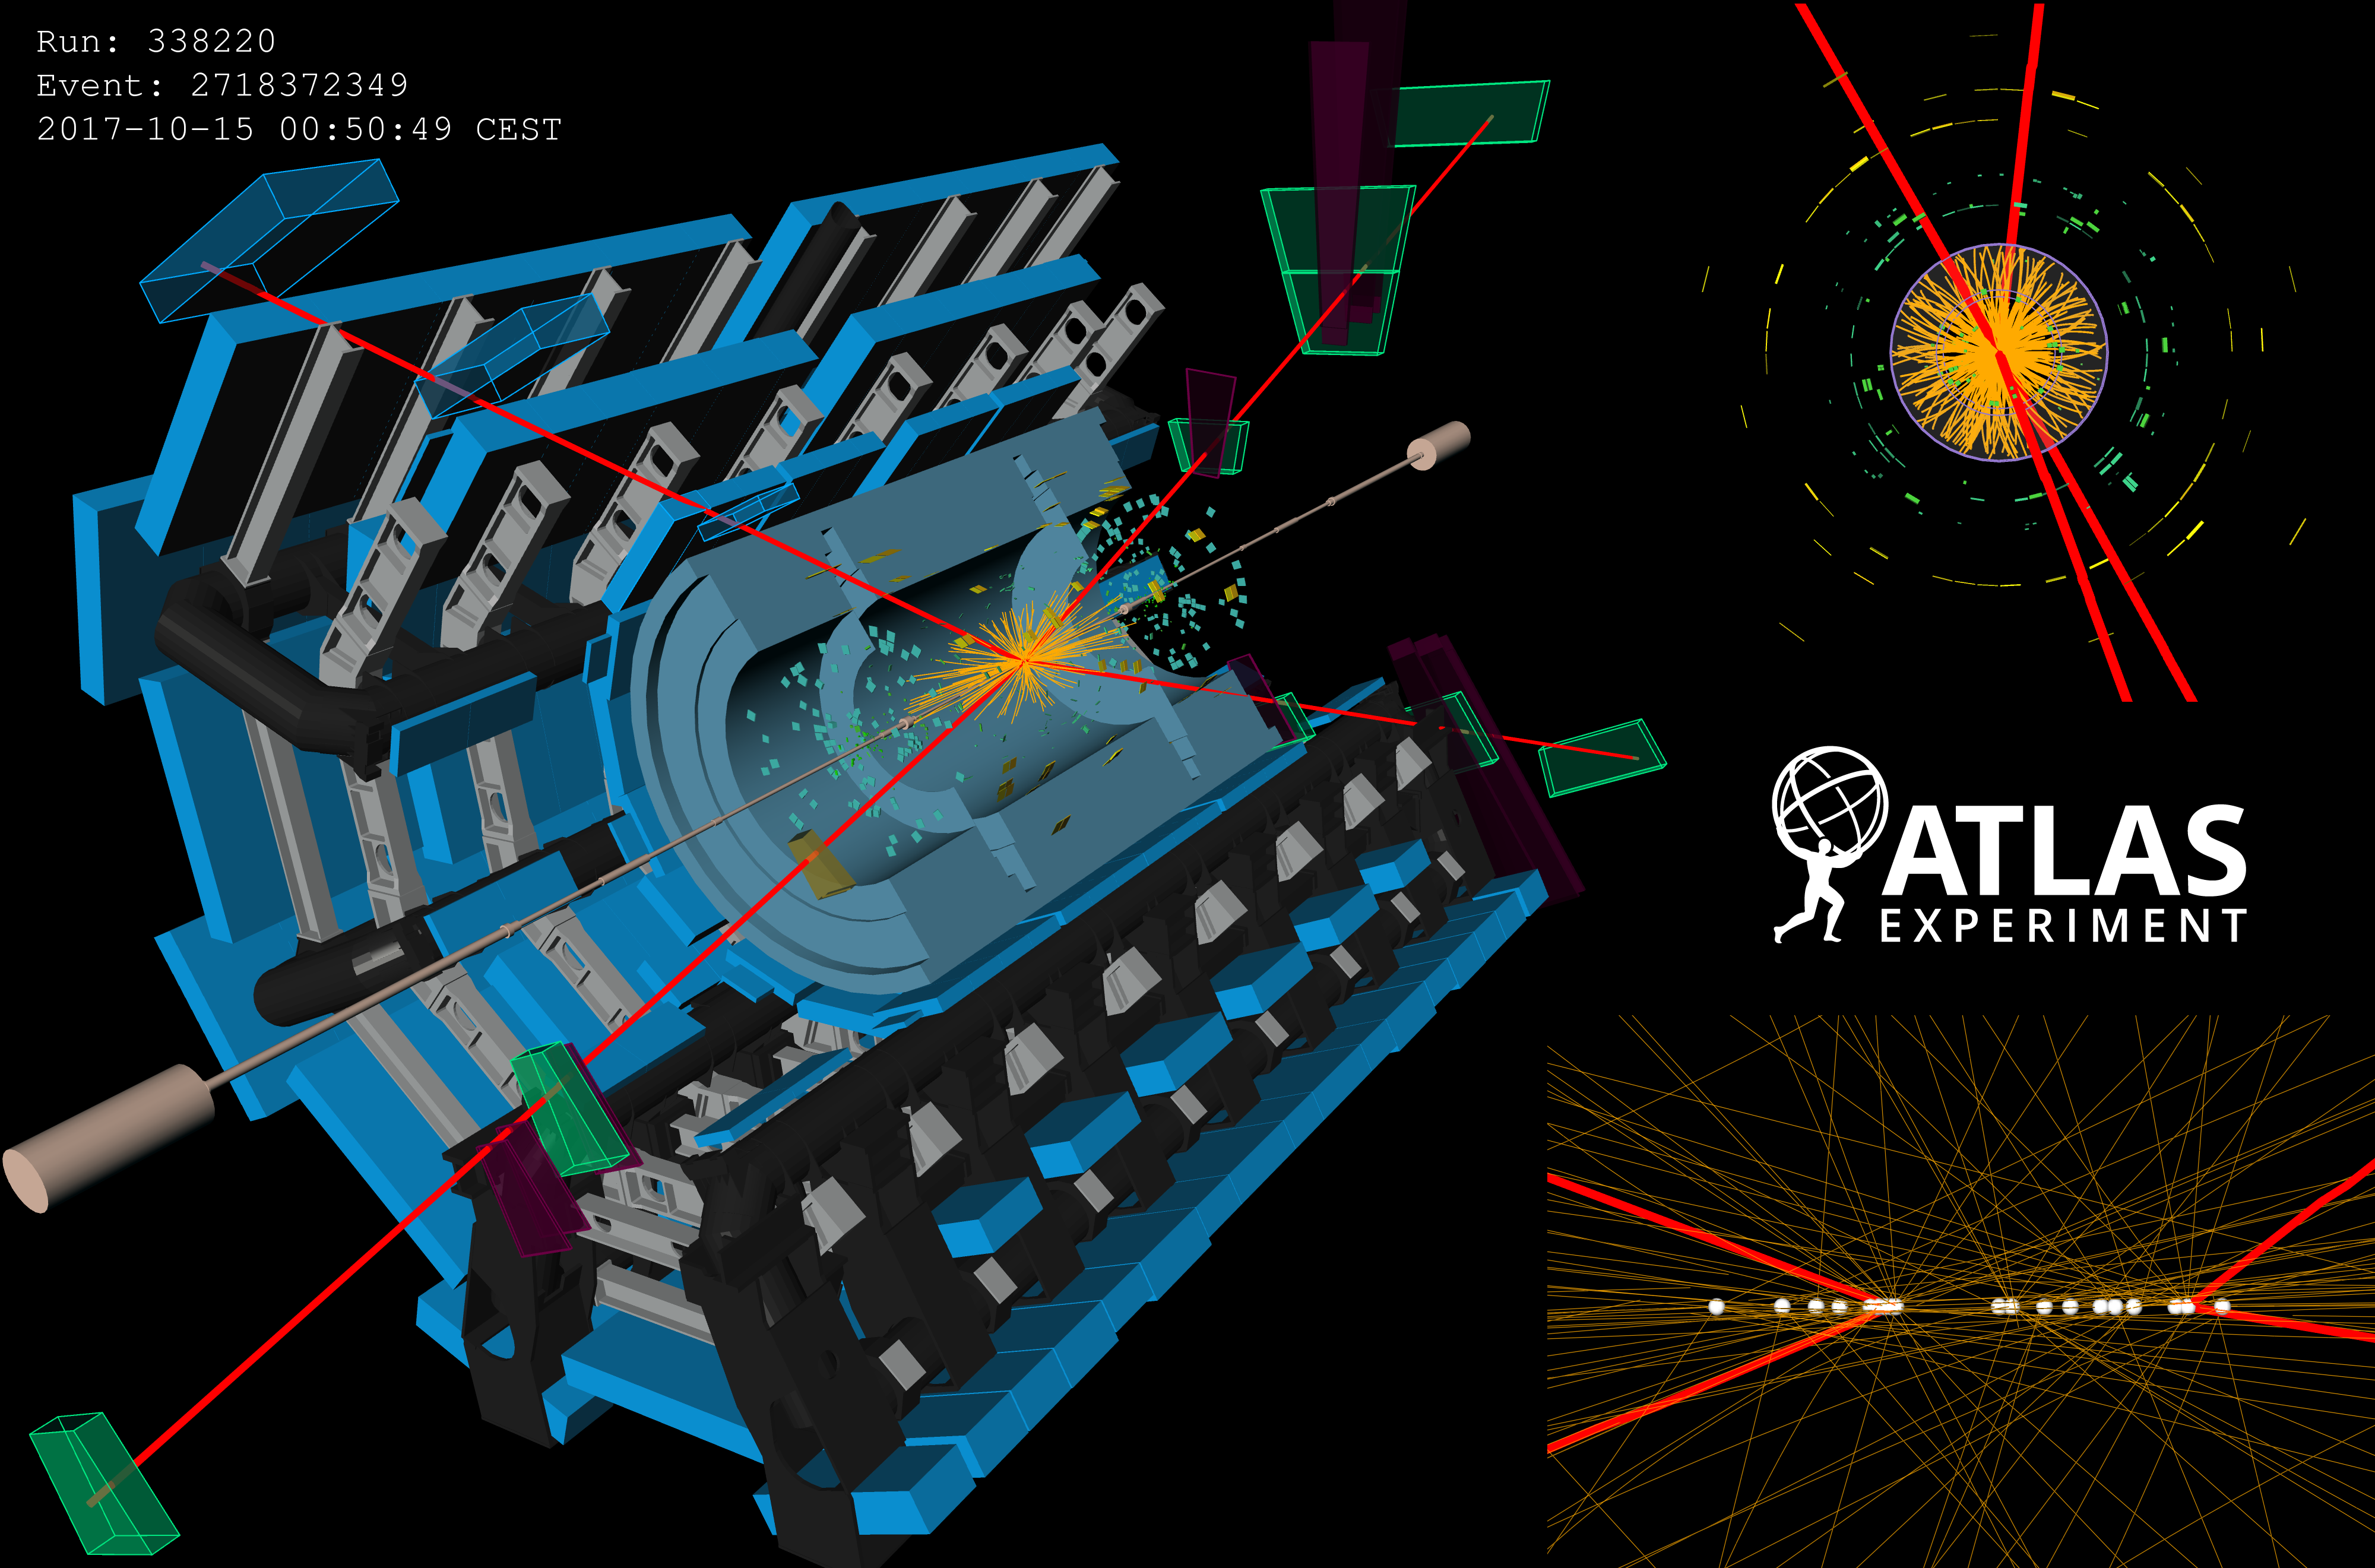 Run: 338220
Event: 2718372349
2017-10-15 00:50:49 CEST
ATLAS
EXPERIMENT